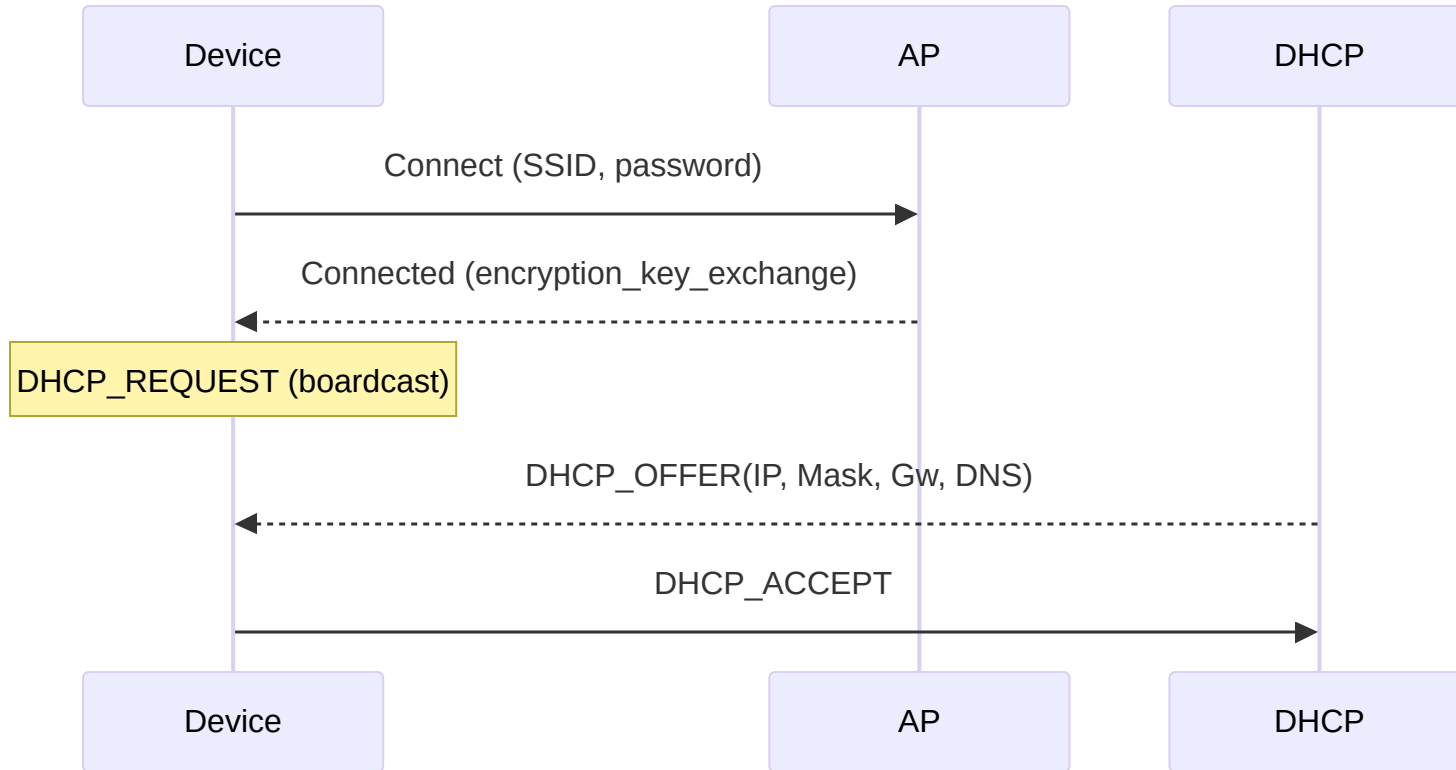 Device
AP
DHCP
Connect (SSID, password)
Connected (encryption_key_exchange)
DHCP_REQUEST (boardcast)
DHCP_OFFER(IP, Mask, Gw, DNS)
DHCP_ACCEPT
Device
AP
DHCP